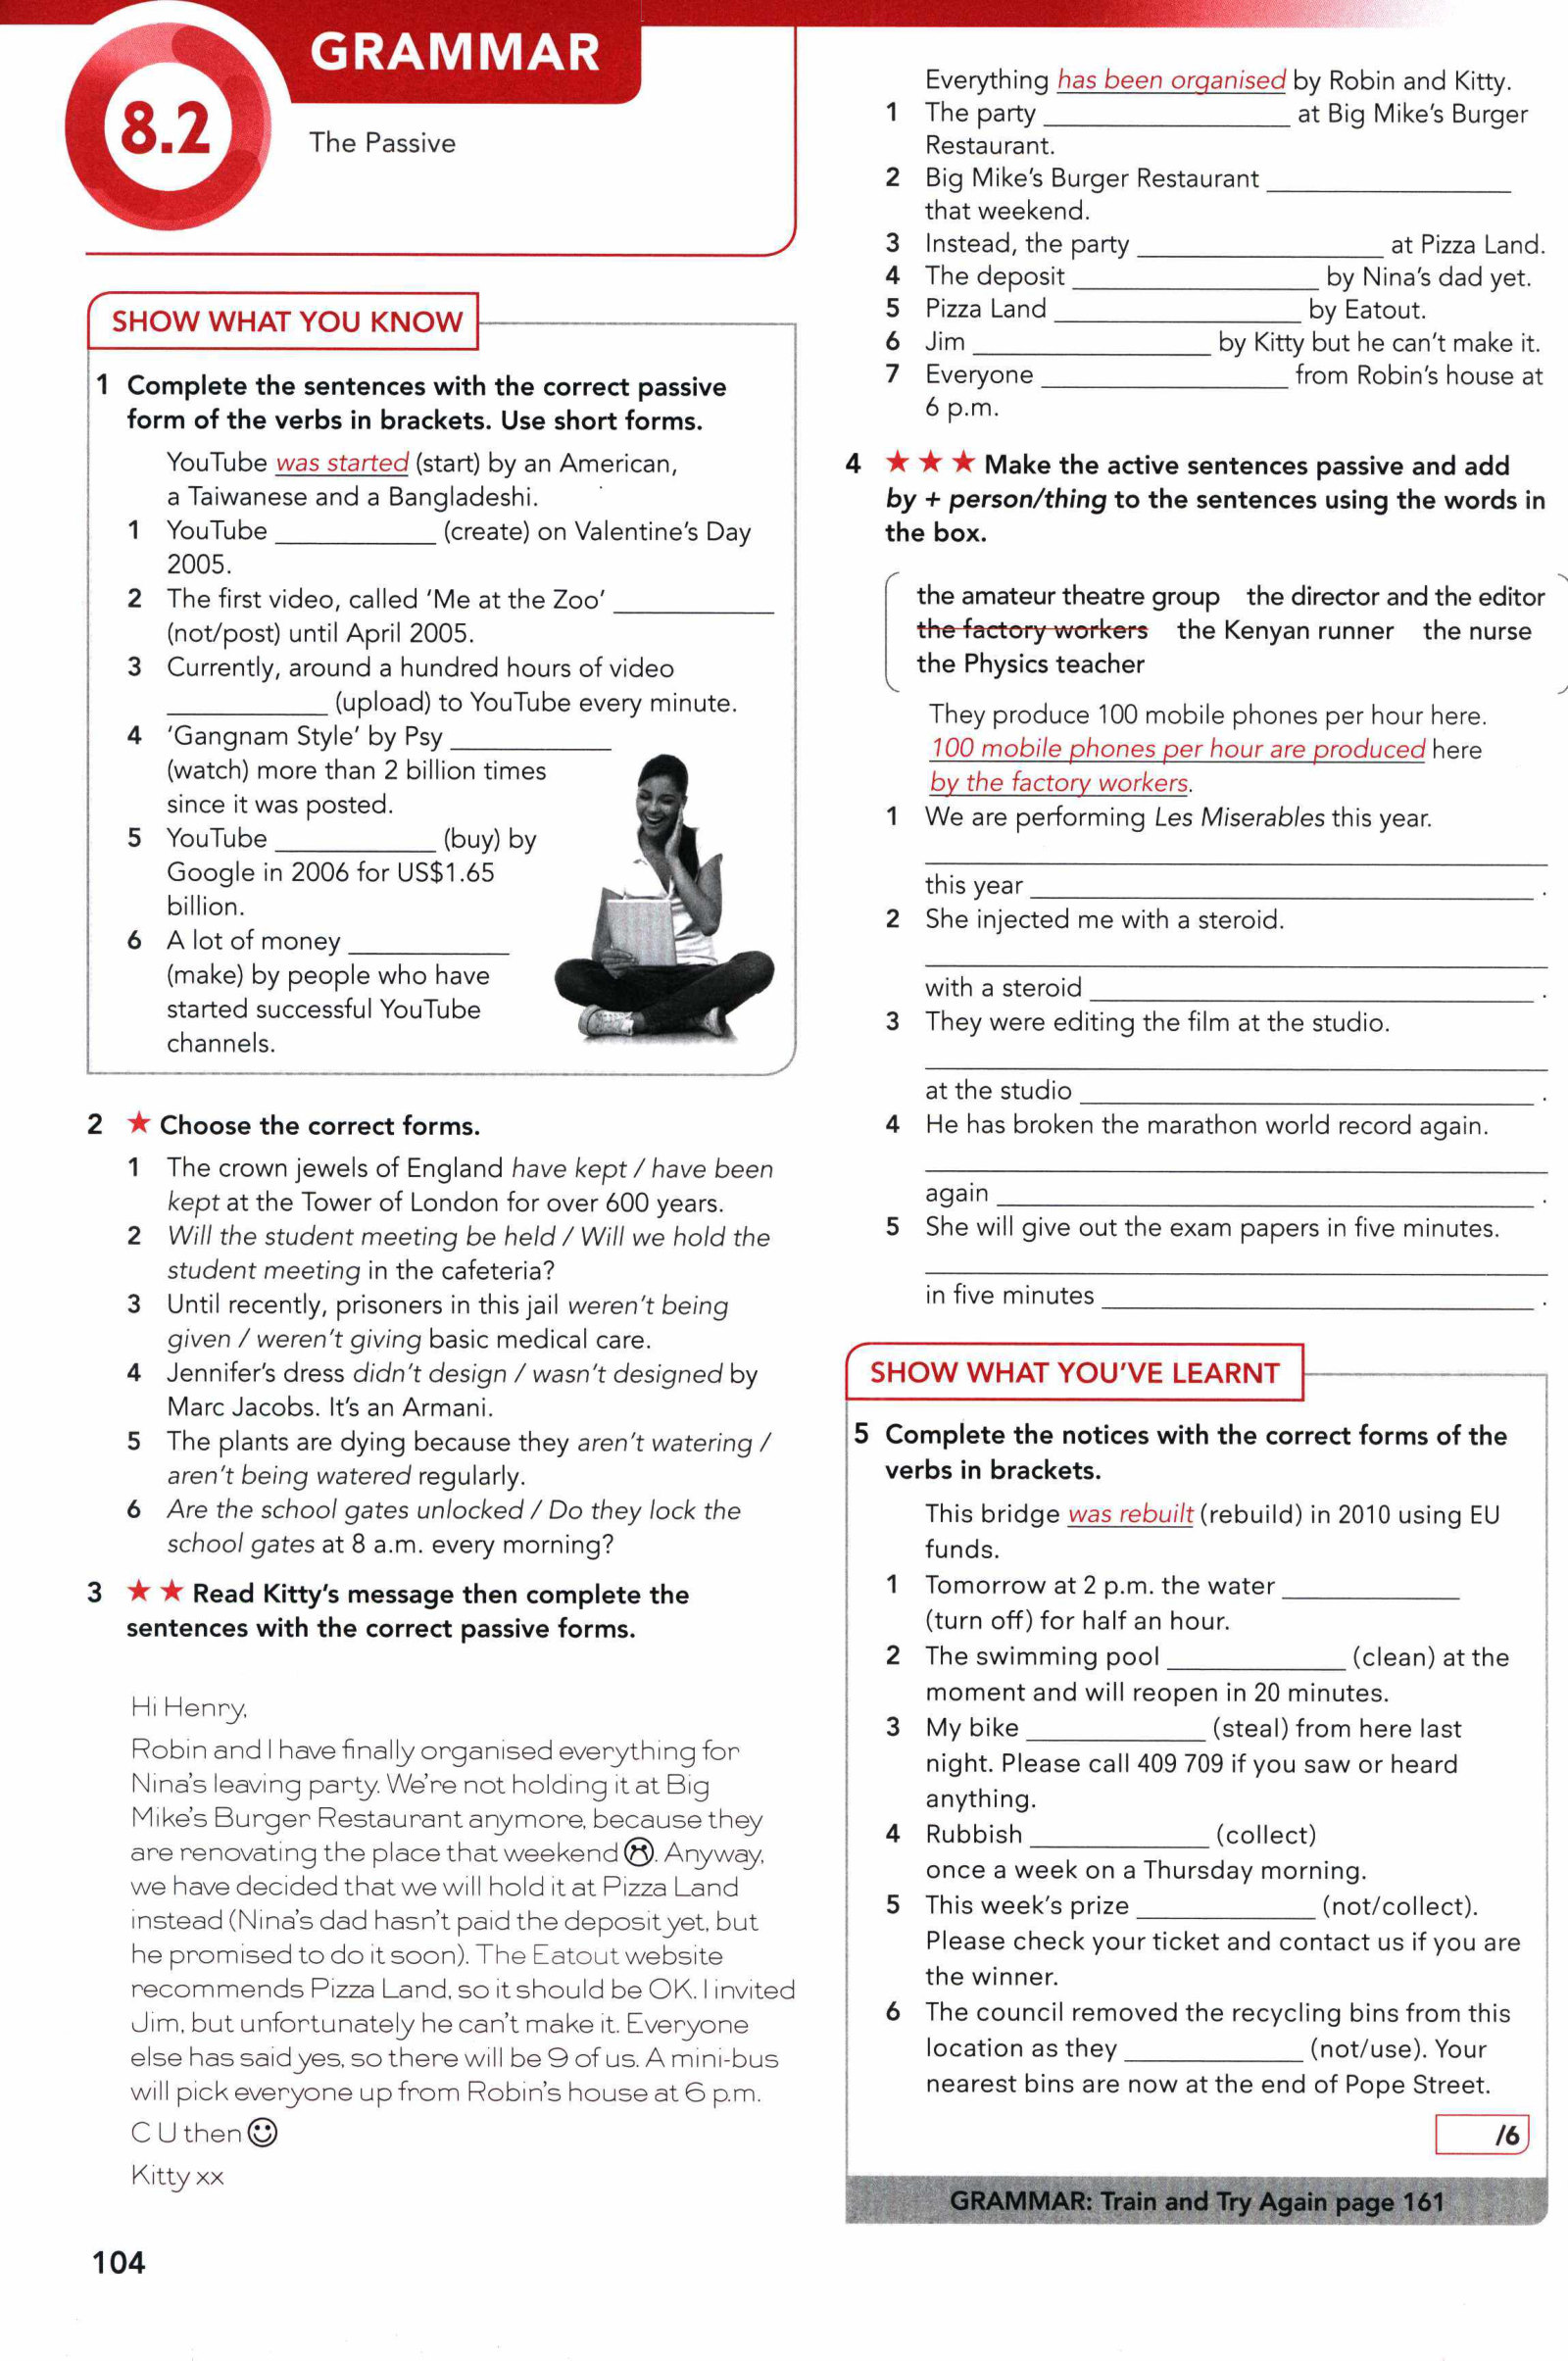 GRAMMAR
8.2
The Passive
SHOW WHAT YOU KNOW
1 Complete the sentences with the correct passive
form of the verbs in brackets. Use short forms.
YouTube was started (start) by an American,
a Taiwanese and a Bangladeshi.
1 YouTube ____________ (create) on Valentine's Day
2005.
2 The first video, called 'Me at the Zoo' ____________
(not/post) until April 2005.
3 Currently, around a hundred hours of video
____________ (upload) to YouTube every minute.
4 'Gangnam Style' by Psy ____________
(watch) more than 2 billion times
since it was posted.
5 YouTube ____________ (buy) by
Google in 2006 for US$1.65
billion.
6 A lot of money ____________
(make) by people who have
started successful YouTube
channels.
2 ★ Choose the correct forms.
1 The crown jewels of England have kept / have been
kept at the Tower of London for over 600 years.
2 Will the student meeting be held / Will we hold the
student meeting in the cafeteria?
3 Until recently, prisoners in this jail weren't being
given / weren't giving basic medical care.
4 Jennifer's dress didn't design / wasn't designed by
Marc Jacobs. It's an Armani.
5 The plants are dying because they aren't watering /
aren't being watered regularly.
6 Are the school gates unlocked / Do they lock the
school gates at 8 a.m. every morning?
3 ★ ★ Read Kitty's message then complete the
sentences with the correct passive forms.
Hi Henry,
Robin and I have finally organised everything for
Nina's leaving party. We're not holding it at Big
Mike's Burger Restaurant anymore, because they
are renovating the place that weekend ☹. Anyway,
we have decided that we will hold it at Pizza Land
instead (Nina's dad hasn't paid the deposit yet, but
he promised to do it soon). The Eatout website
recommends Pizza Land, so it should be OK. I invited
Jim, but unfortunately he can't make it. Everyone
else has said yes, so there will be 9 of us. A mini-bus
will pick everyone up from Robin's house at 6 p.m.
C U then ☺
Kitty xx
104
Everything has been organised by Robin and Kitty.
1 The party ____________ at Big Mike's Burger
Restaurant.
2 Big Mike's Burger Restaurant ____________
that weekend.
3 Instead, the party ____________ at Pizza Land.
4 The deposit ____________ by Nina's dad yet.
5 Pizza Land ____________ by Eatout.
6 Jim ____________ by Kitty but he can't make it.
7 Everyone ____________ from Robin's house at
6 p.m.
4 ★ ★ ★ Make the active sentences passive and add
by + person/thing to the sentences using the words in
the box.
the amateur theatre group the director and the editor
the factory workers the Kenyan runner the nurse
the Physics teacher
They produce 100 mobile phones per hour here.
100 mobile phones per hour are produced here
by the factory workers.
1 We are performing Les Miserables this year.
____________
this year ____________.
2 She injected me with a steroid.
____________
with a steroid ____________.
3 They were editing the film at the studio.
____________
at the studio ____________.
4 He has broken the marathon world record again.
____________
again ____________.
5 She will give out the exam papers in five minutes.
____________
in five minutes ____________.
SHOW WHAT YOU'VE LEARNT
5 Complete the notices with the correct forms of the
verbs in brackets.
This bridge was rebuilt (rebuild) in 2010 using EU
funds.
1 Tomorrow at 2 p.m. the water ____________
(turn off) for half an hour.
2 The swimming pool ____________ (clean) at the
moment and will reopen in 20 minutes.
3 My bike ____________ (steal) from here last
night. Please call 409 709 if you saw or heard
anything.
4 Rubbish ____________ (collect)
once a week on a Thursday morning.
5 This week's prize ____________ (not/collect).
Please check your ticket and contact us if you are
the winner.
6 The council removed the recycling bins from this
location as they ____________ (not/use). Your
nearest bins are now at the end of Pope Street.
/6
GRAMMAR: Train and Try Again page 161